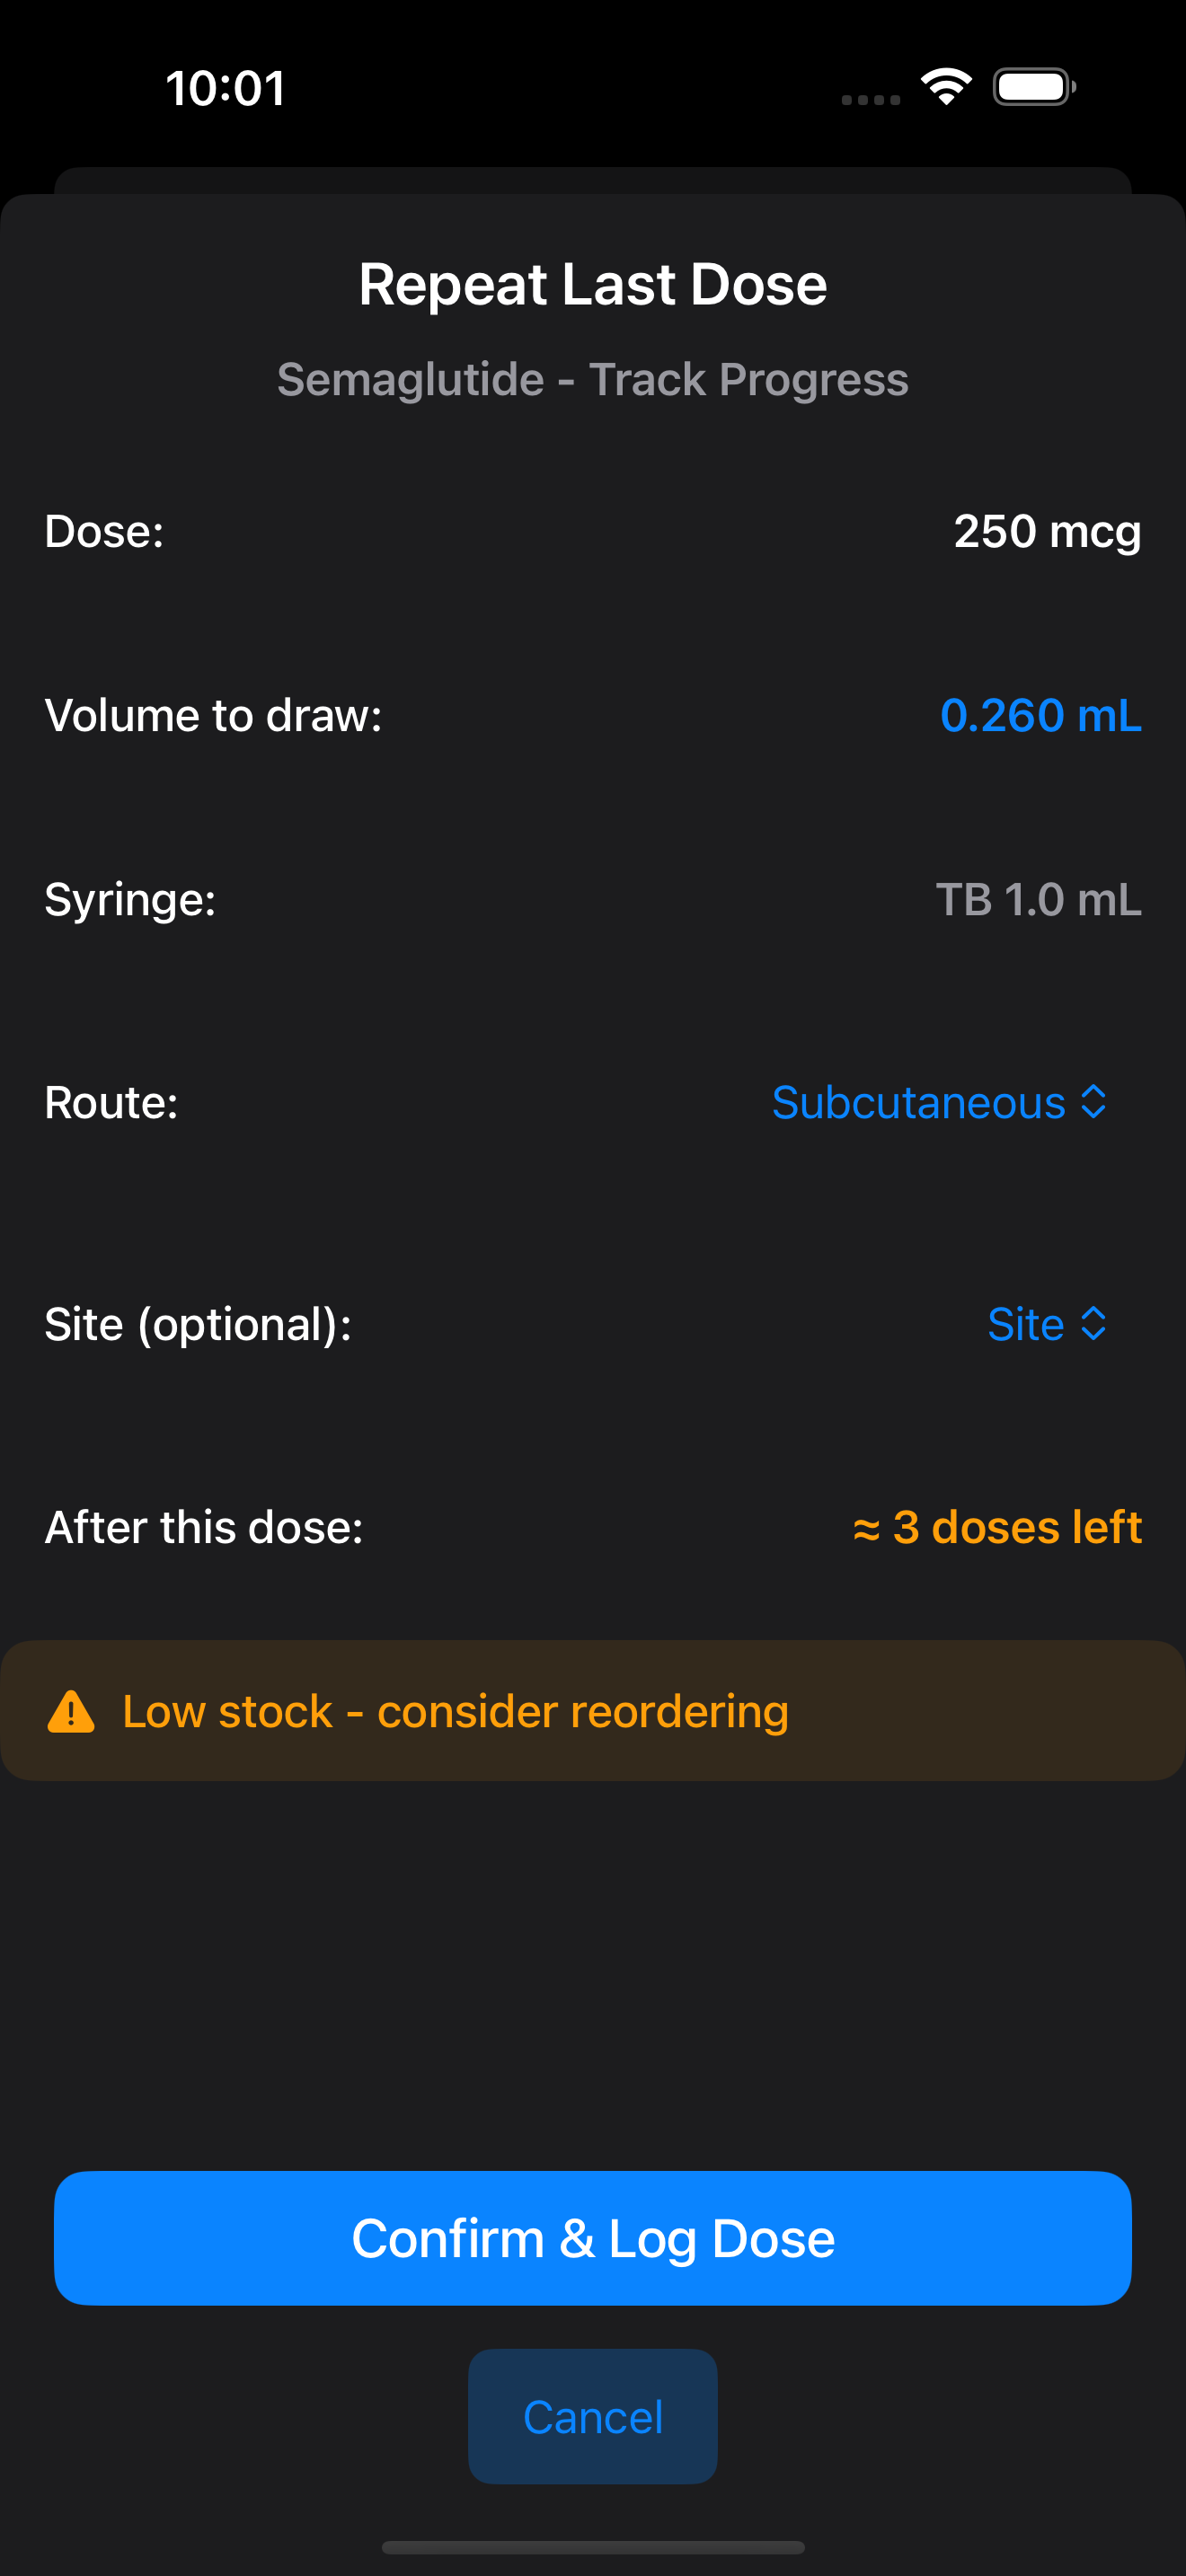 10:01
Repeat Last Dose
Semaglutide - Track Progress
Dose: 250 mcg
Volume to draw: 0.260 mL
Syringe: TB 1.0 mL
Route: Subcutaneous
Site (optional): Site
After this dose: ≈ 3 doses left
Low stock - consider reordering
Confirm & Log Dose
Cancel